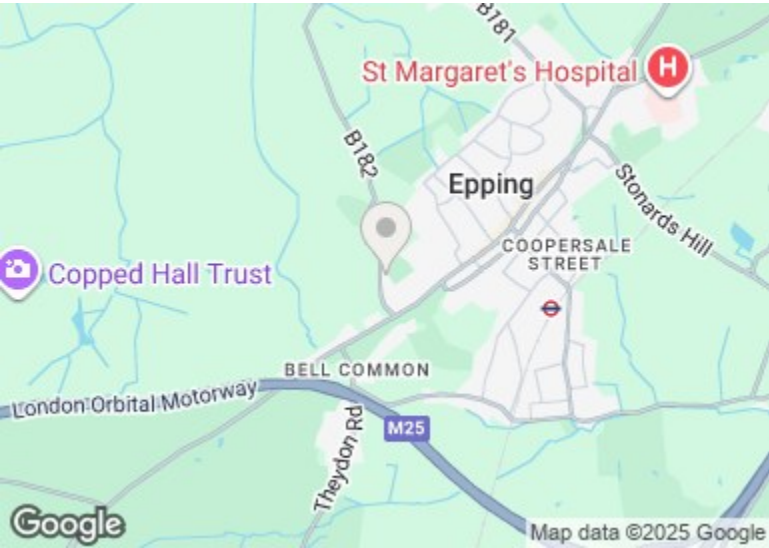 B181
St Margaret's Hospital
H
B182
Epping
Stonards Hill
COOPERSALE
STREET
Copped Hall Trust
BELL COMMON
London Orbital Motorway
M25
Theydon Rd
Google
Map data ©2025 Google